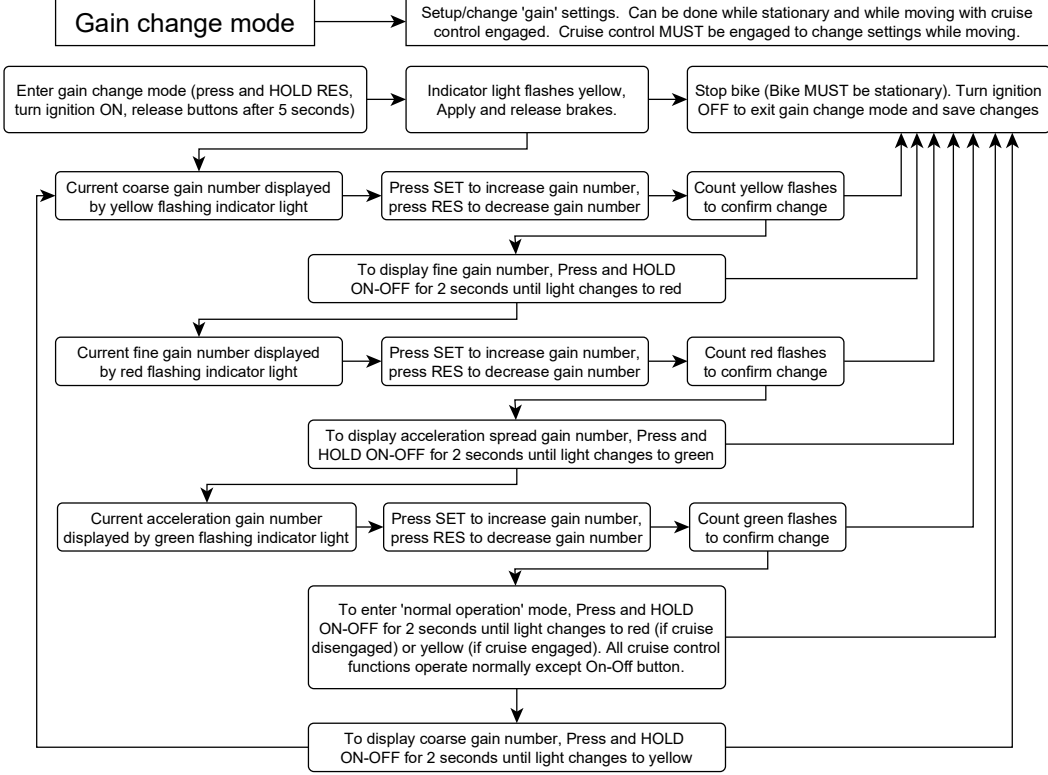 Gain change mode
Setup/change 'gain' settings. Can be done while stationary and while moving with cruise
control engaged. Cruise control MUST be engaged to change settings while moving.
Enter gain change mode (press and HOLD RES,
turn ignition ON, release buttons after 5 seconds)
Indicator light flashes yellow,
Apply and release brakes.
Stop bike (Bike MUST be stationary). Turn ignition
OFF to exit gain change mode and save changes
Current coarse gain number displayed
by yellow flashing indicator light
Press SET to increase gain number,
press RES to decrease gain number
Count yellow flashes
to confirm change
To display fine gain number, Press and HOLD
ON-OFF for 2 seconds until light changes to red
Current fine gain number displayed
by red flashing indicator light
Press SET to increase gain number,
press RES to decrease gain number
Count red flashes
to confirm change
To display acceleration spread gain number, Press and
HOLD ON-OFF for 2 seconds until light changes to green
Current acceleration gain number
displayed by green flashing indicator light
Press SET to increase gain number,
press RES to decrease gain number
Count green flashes
to confirm change
To enter 'normal operation' mode, Press and HOLD
ON-OFF for 2 seconds until light changes to red (if cruise
disengaged) or yellow (if cruise engaged). All cruise control
functions operate normally except On-Off button.
To display coarse gain number, Press and HOLD
ON-OFF for 2 seconds until light changes to yellow